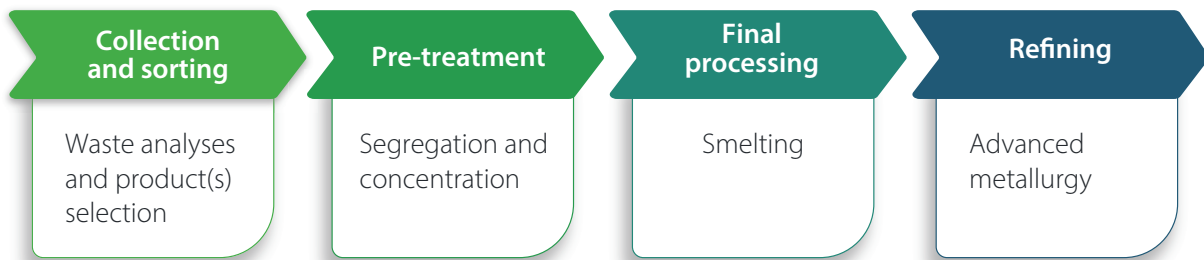 Collection
and sorting
Waste analyses
and product(s)
selection
Pre-treatment
Segregation and
concentration
Final
processing
Smelting
Refining
Advanced
metallurgy